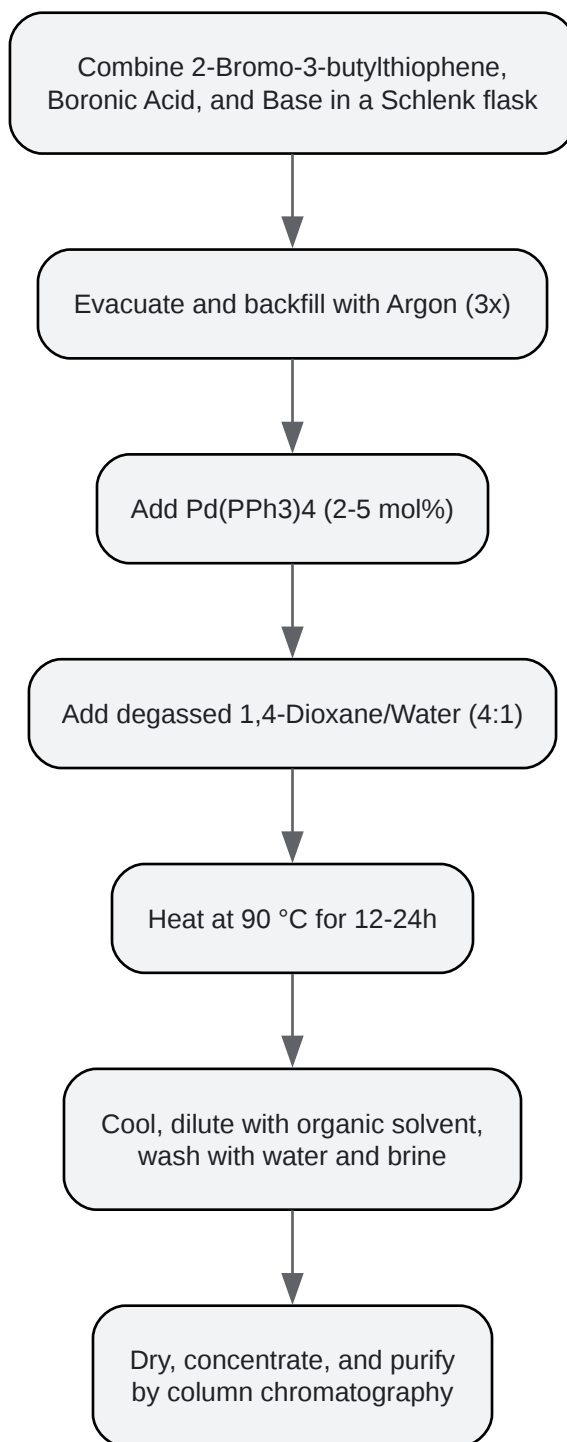 Combine 2-Bromo-3-butylthiophene,
Boronic Acid, and Base in a Schlenk flask
Evacuate and backfill with Argon (3x)
Add Pd(PPh3)4 (2-5 mol%)
Add degassed 1,4-Dioxane/Water (4:1)
Heat at 90 °C for 12-24h
Cool, dilute with organic solvent,
wash with water and brine
Dry, concentrate, and purify
by column chromatography